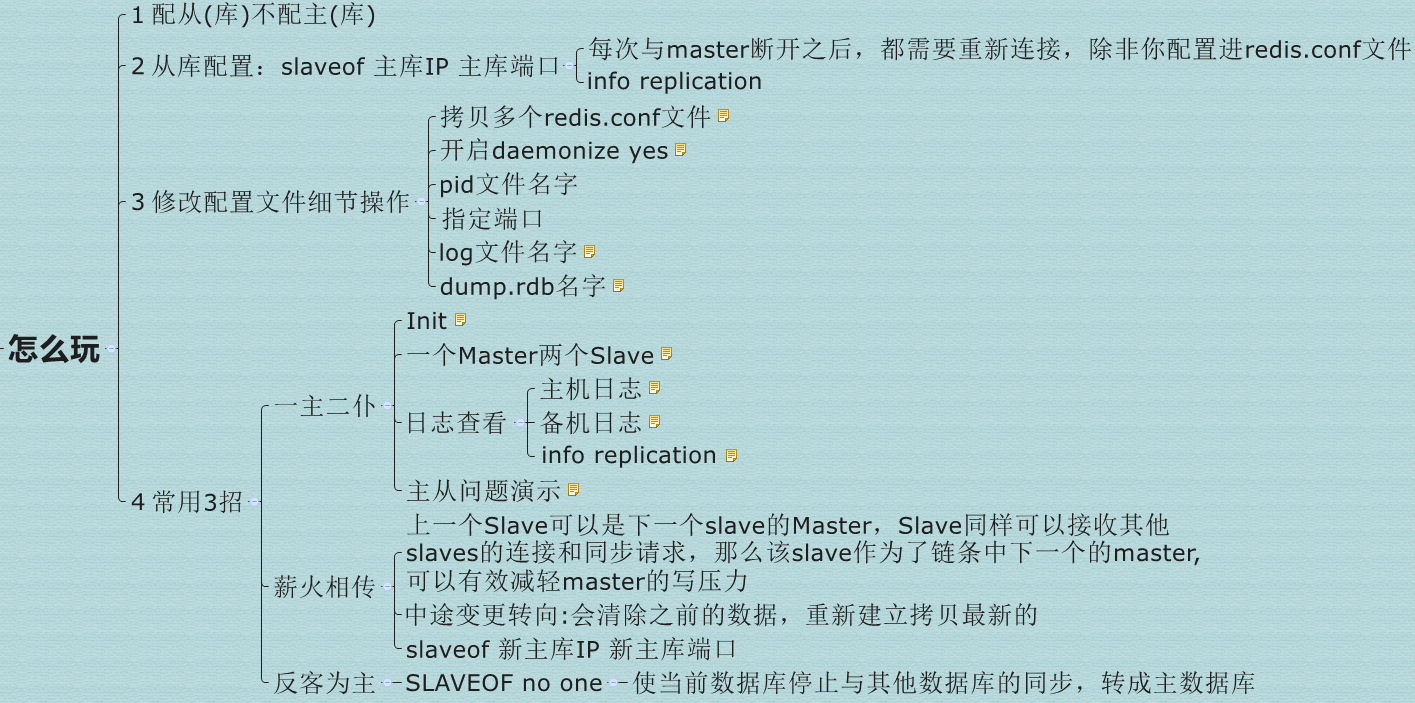 1 配从(库)不配主(库)
2 从库配置：slaveof 主库IP 主库端口
每次与master断开之后，都需要重新连接，除非你配置进redis.conf文件
info replication
3 修改配置文件细节操作
拷贝多个redis.conf文件
开启daemonize yes
pid文件名字
指定端口
log文件名字
dump.rdb名字
怎么玩
4 常用3招
一主二仆
Init
一个Master两个Slave
日志查看
主机日志
备机日志
info replication
主从问题演示
薪火相传
上一个Slave可以是下一个slave的Master，Slave同样可以接收其他
slaves的连接和同步请求，那么该slave作为了链条中下一个的master,
可以有效减轻master的写压力
中途变更转向:会清除之前的数据，重新建立拷贝最新的
slaveof 新主库IP 新主库端口
反客为主
SLAVEOF no one
使当前数据库停止与其他数据库的同步，转成主数据库